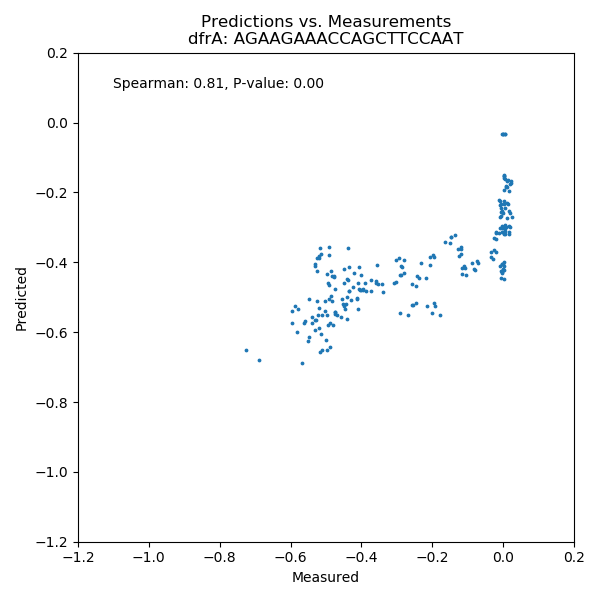 Predictions vs. Measurements
dfrA: AGAAGAAACCAGCTTCCAAT
Spearman: 0.81, P-value: 0.00
0.2
0.0
−0.2
−0.4
−0.6
−0.8
−1.0
−1.2
Predicted
−1.2 −1.0 −0.8 −0.6 −0.4 −0.2 0.0 0.2
Measured